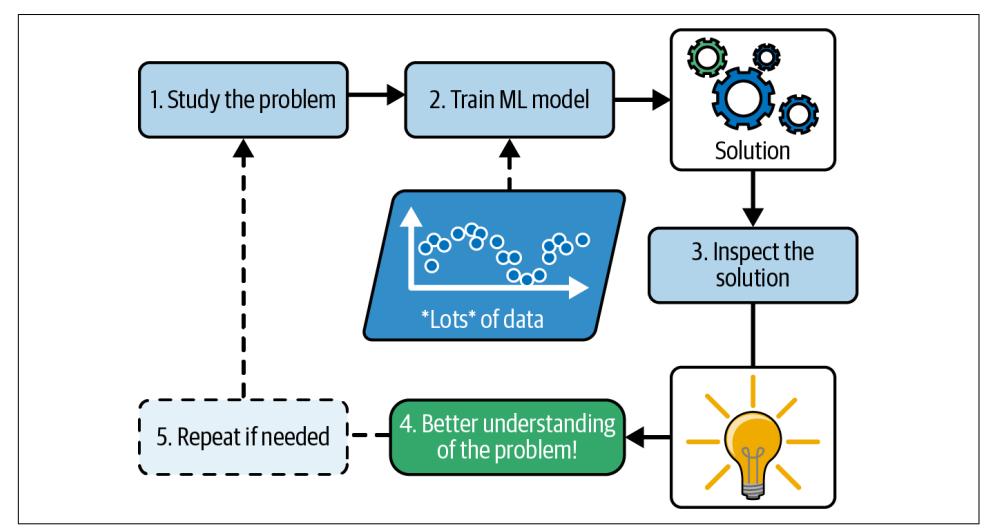 1. Study the problem
2. Train ML model
Solution
*Lots* of data
3. Inspect the
solution
4. Better understanding
of the problem!
5. Repeat if needed